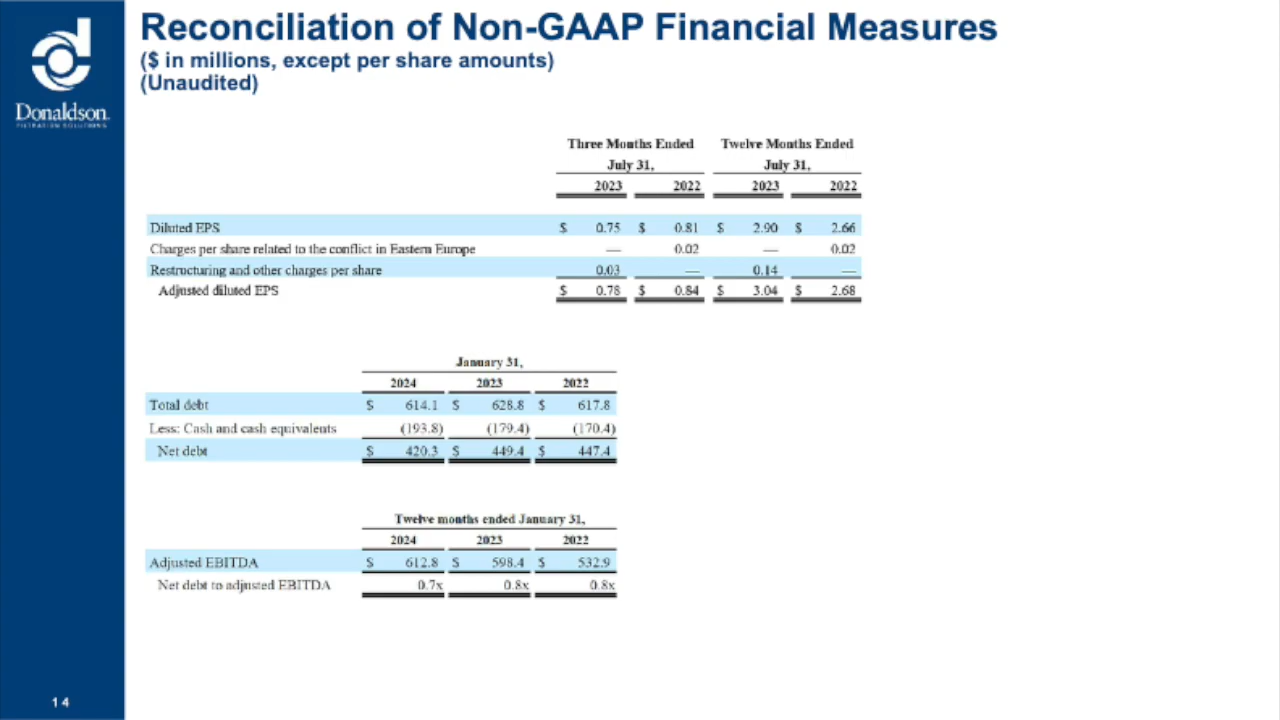 Donaldson.
FILTRATION SOLUTIONS
Reconciliation of Non-GAAP Financial Measures
($ in millions, except per share amounts)
(Unaudited)
Three Months Ended Twelve Months Ended
July 31, July 31,
2023 2022 2023 2022
Diluted EPS $ 0.75 $ 0.81 $ 2.90 $ 2.66
Charges per share related to the conflict in Eastern Europe — 0.02 — 0.02
Restructuring and other charges per share 0.03 — 0.14 —
Adjusted diluted EPS $ 0.78 $ 0.84 $ 3.04 $ 2.68
January 31,
2024 2023 2022
Total debt $ 614.1 $ 628.8 $ 617.8
Less: Cash and cash equivalents (193.8) (179.4) (170.4)
Net debt $ 420.3 $ 449.4 $ 447.4
Twelve months ended January 31,
2024 2023 2022
Adjusted EBITDA $ 612.8 $ 598.4 $ 532.9
Net debt to adjusted EBITDA 0.7x 0.8x 0.8x
14